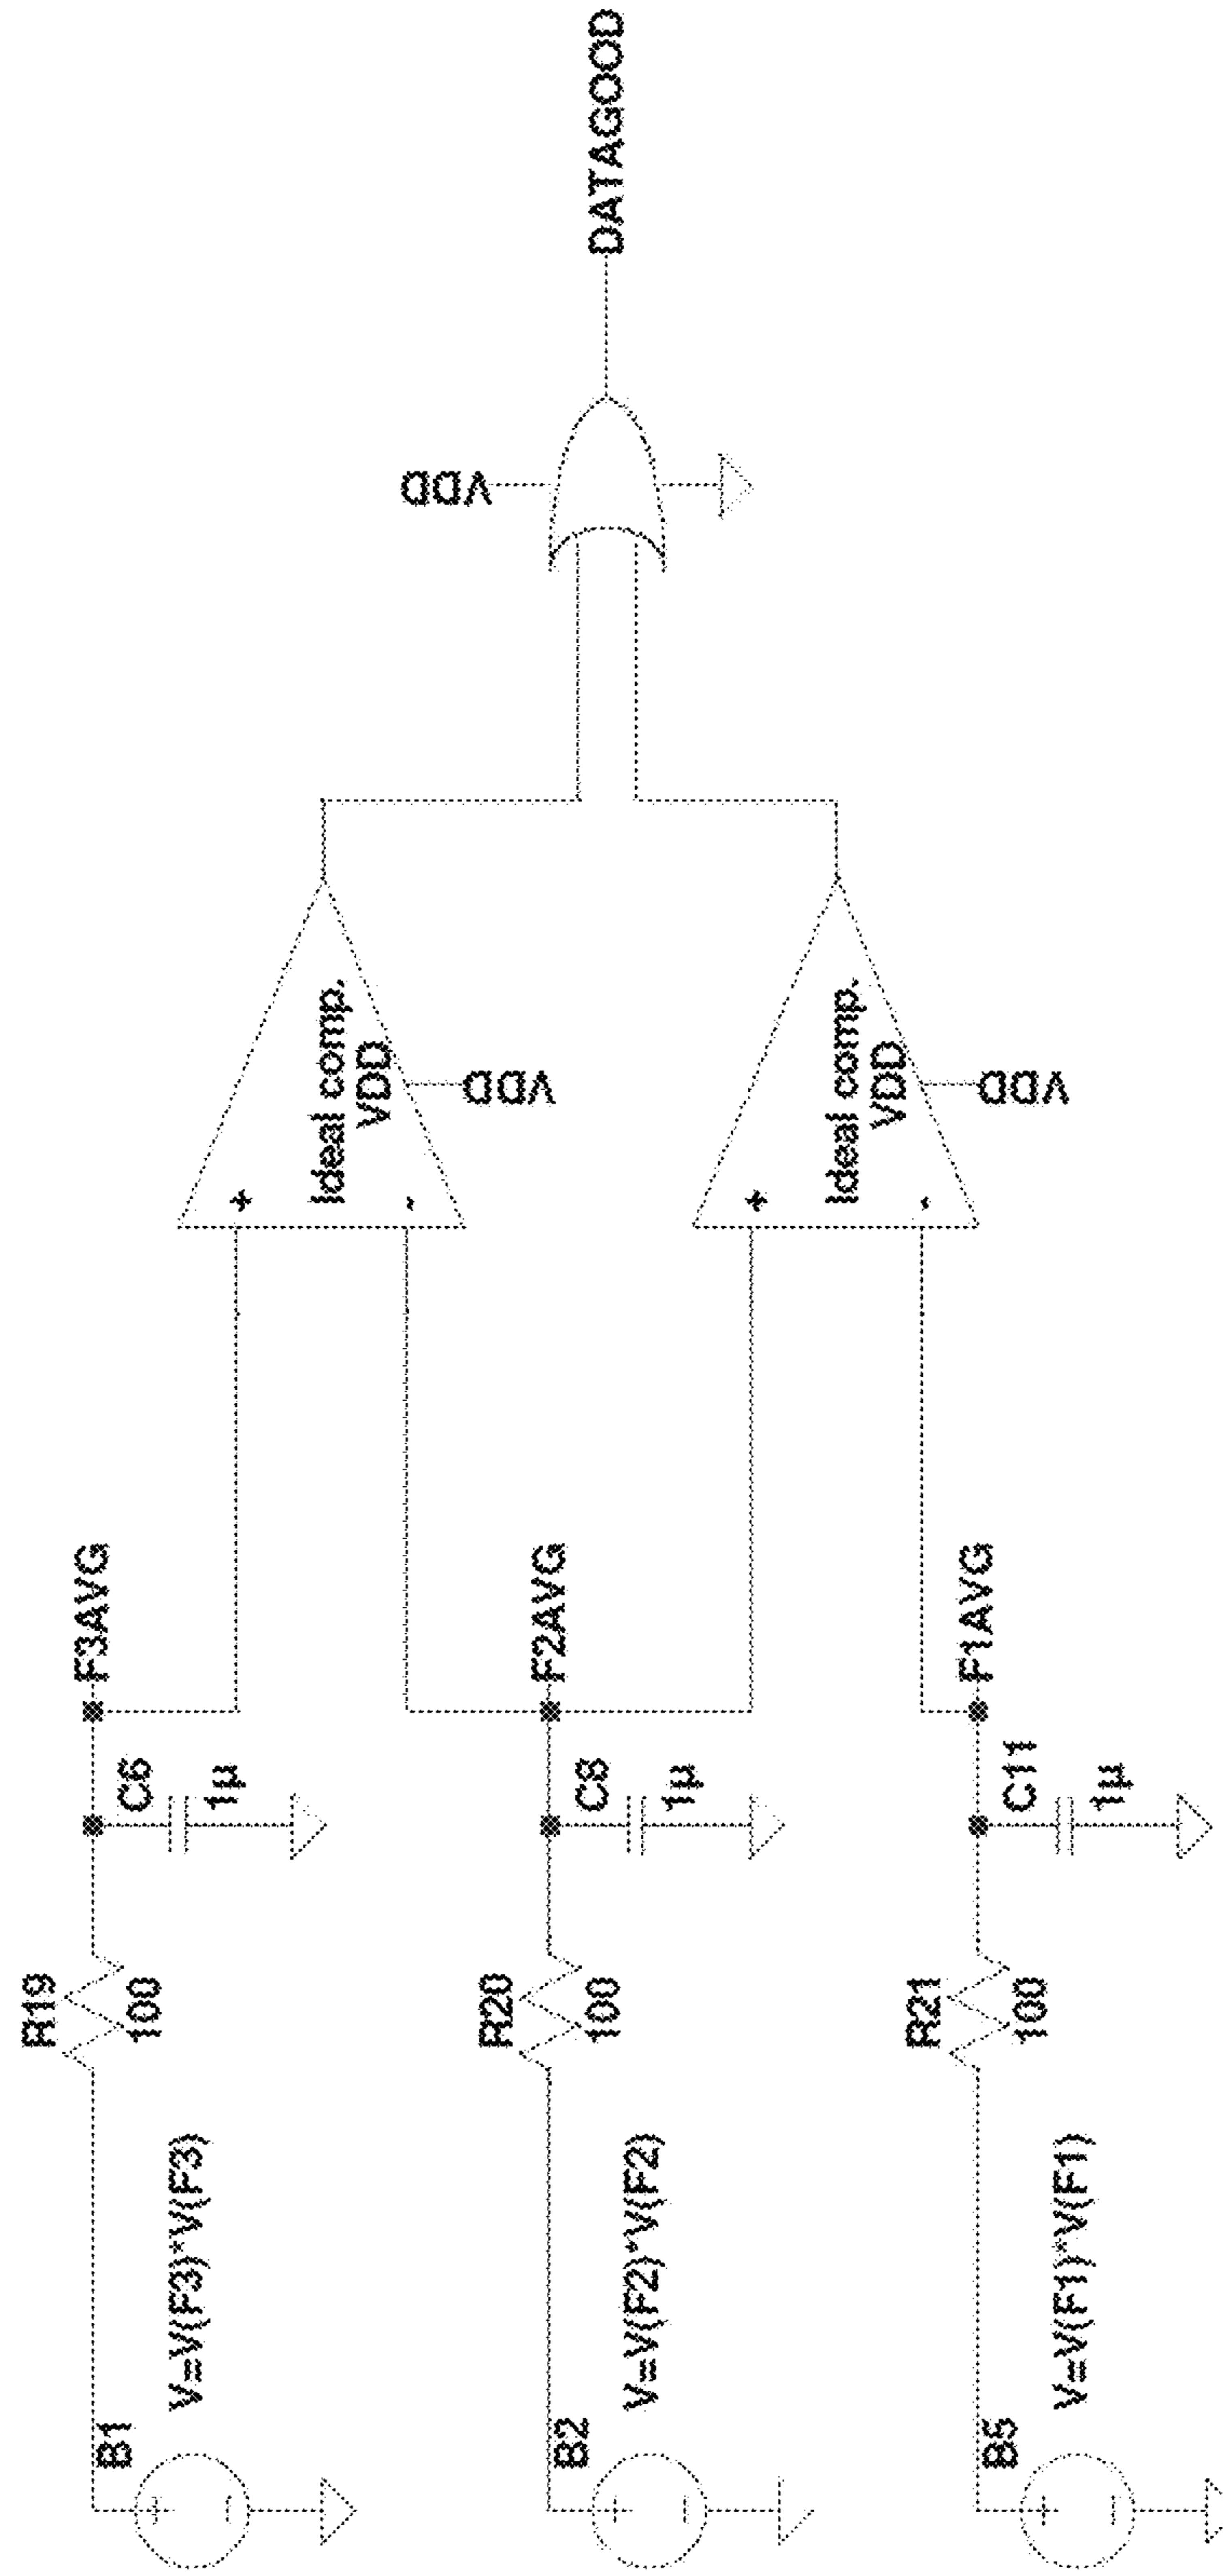 B1
V=V(F3)*V(F3)
R19
100
C6
1µ
F3AVG
+
Ideal comp.
VDD
-
VDD
B2
V=V(F2)*V(F2)
R20
100
C8
1µ
F2AVG
+
Ideal comp.
VDD
-
VDD
B5
V=V(F1)*V(F1)
R21
100
C11
1µ
F1AVG
VDD
DATAGOOD